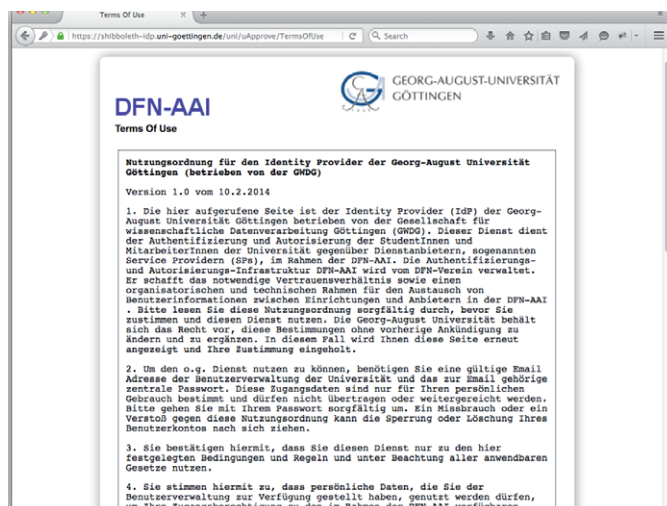 Terms Of Use
https://shibboleth-idp.uni-goettingen.de/uni/uApprove/TermsOfUse
Search
GEORG-AUGUST-UNIVERSITÄT
GÖTTINGEN
DFN-AAI
Terms Of Use
Nutzungsordnung für den Identity Provider der Georg-August Universität
Göttingen (betrieben von der GWDG)
Version 1.0 vom 10.2.2014
1. Die hier aufgerufene Seite ist der Identity Provider (IdP) der Georg-
August Universität Göttingen betrieben von der Gesellschaft für
wissenschaftliche Datenverarbeitung Göttingen (GWDG). Dieser Dienst dient
der Authentifizierung und Autorisierung der StudentInnen und
MitarbeiterInnen der Universität gegenüber Dienstanbietern, sogenannten
Service Providern (SPs), im Rahmen der DFN-AAI. Die Authentifizierungs-
und Autorisierungs-Infrastruktur DFN-AAI wird vom DFN-Verein verwaltet.
Er schafft das notwendige Vertrauensverhältnis sowie einen
organisatorischen und technischen Rahmen für den Austausch von
Benutzerinformationen zwischen Einrichtungen und Anbietern in der DFN-AAI
. Bitte lesen Sie diese Nutzungsordnung sorgfältig durch, bevor Sie
zustimmen und diesen Dienst nutzen. Die Georg-August Universität behält
sich das Recht vor, diese Bestimmungen ohne vorherige Ankündigung zu
ändern und zu ergänzen. In diesem Fall wird Ihnen diese Seite erneut
angezeigt und Ihre Zustimmung eingeholt.
2. Um den o.g. Dienst nutzen zu können, benötigen Sie eine gültige Email
Adresse der Benutzerverwaltung der Universität und das zur Email gehörige
zentrale Passwort. Diese Zugangsdaten sind nur für Ihren persönlichen
Gebrauch bestimmt und dürfen nicht übertragen oder weitergereicht werden.
Bitte gehen Sie mit Ihrem Passwort sorgfältig um. Ein Missbrauch oder ein
Verstoß gegen diese Nutzungsordnung kann die Sperrung oder Löschung Ihres
Benutzerkontos nach sich ziehen.
3. Sie bestätigen hiermit, dass Sie diesen Dienst nur zu den hier
festgelegten Bedingungen und Regeln und unter Beachtung aller anwendbaren
Gesetze nutzen.
4. Sie stimmen hiermit zu, dass persönliche Daten, die Sie der
Benutzerverwaltung zur Verfügung gestellt haben, genutzt werden dürfen,
um Ihre Zugangsberechtigung zu den im Rahmen der DFN-AAI verfügbaren